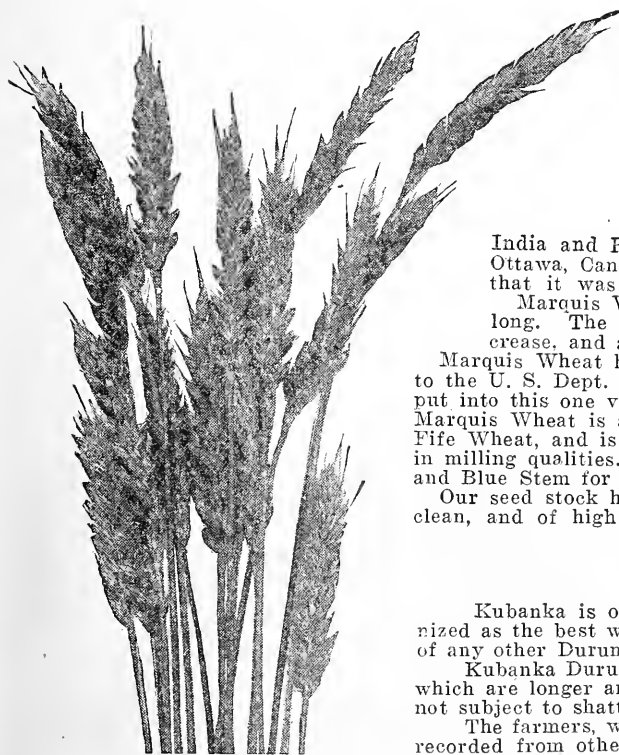 India and
Ottawa, Can
that it was
Marquis W
long. The
crease, and a
Marquis Wheat h
to the U. S. Dept.
put into this one v
Marquis Wheat is a
Fife Wheat, and is
in milling qualities.
and Blue Stem for
Our seed stock h
clean, and of high
Kubanka is o
nized as the best w
of any other Durun
Kubanka Duru
which are longer an
not subject to shatt
The farmers, w
recorded from othe